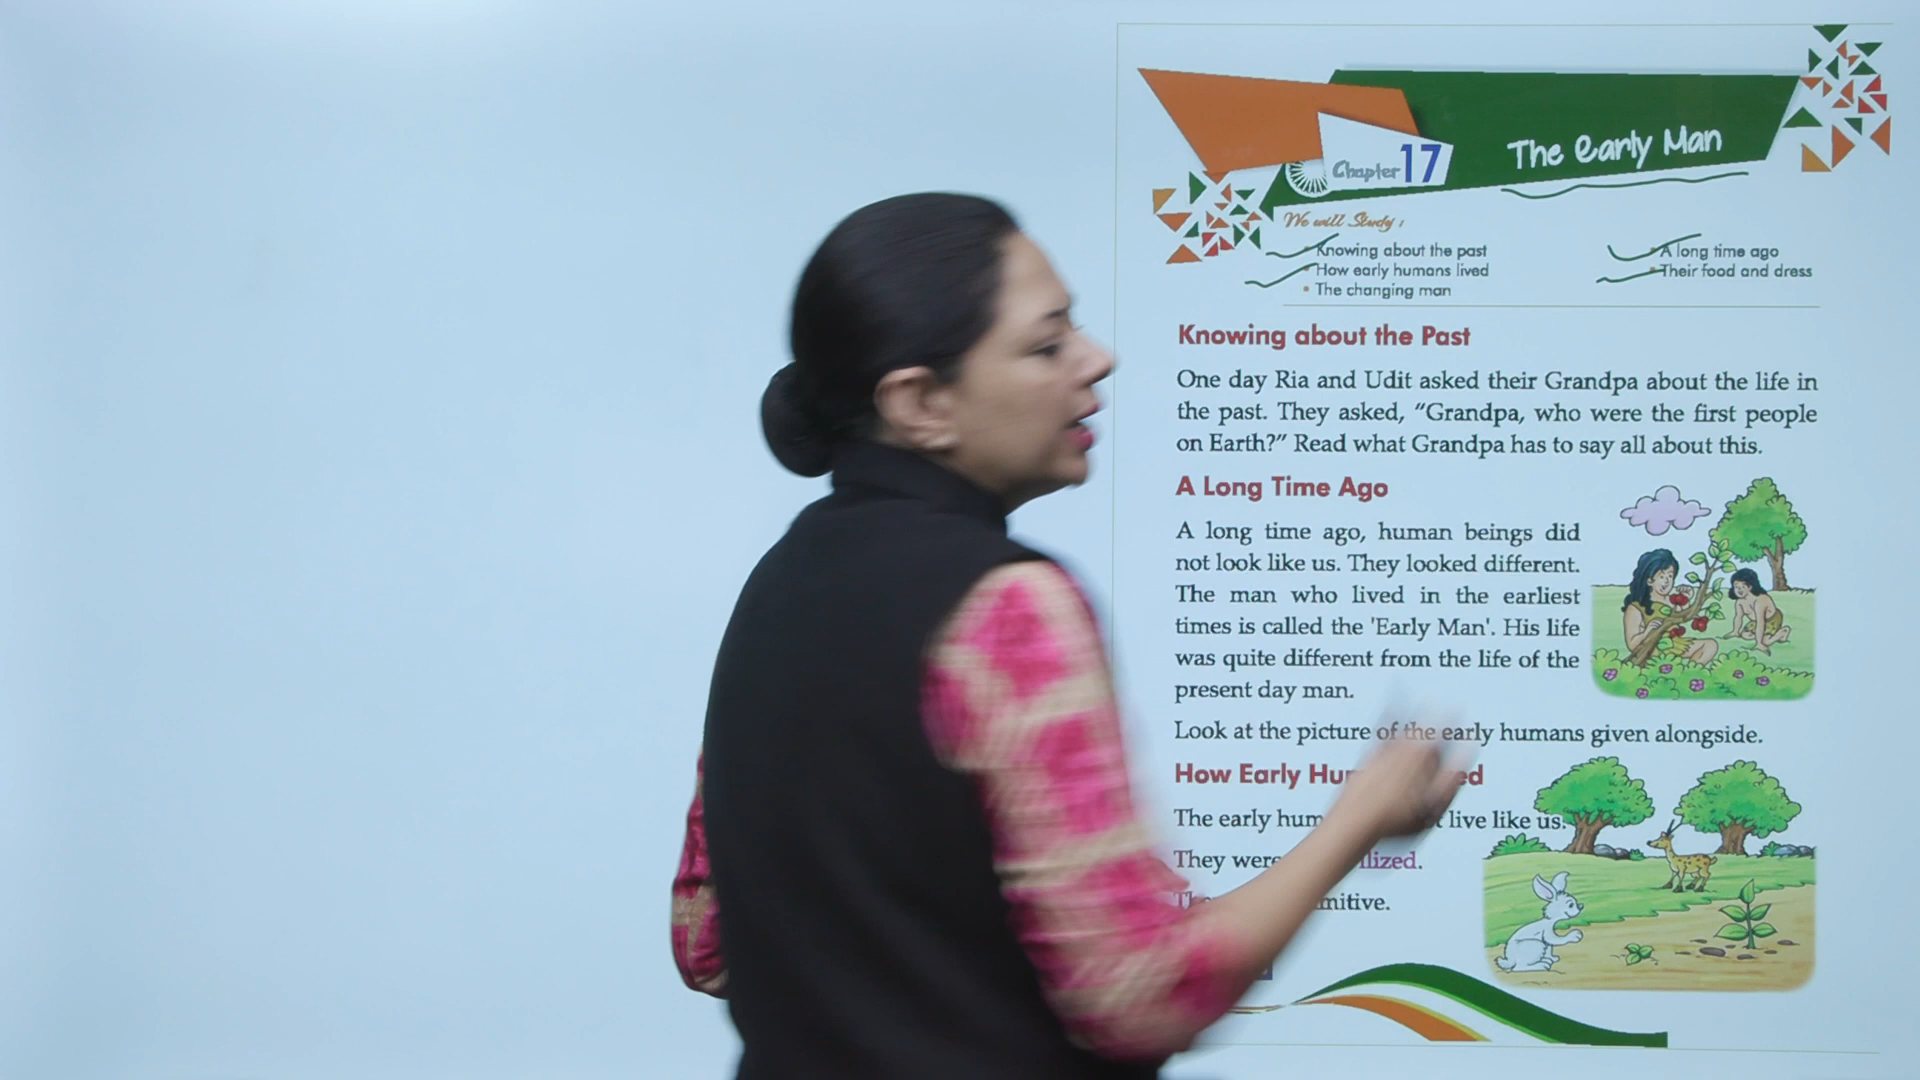 Chapter 17
The Early Man
We will Study :
• Knowing about the past
• A long time ago
• How early humans lived
• Their food and dress
• The changing man
Knowing about the Past
One day Ria and Udit asked their Grandpa about the life in
the past. They asked, “Grandpa, who were the first people
on Earth?” Read what Grandpa has to say all about this.
A Long Time Ago
A long time ago, human beings did
not look like us. They looked different.
The man who lived in the earliest
times is called the 'Early Man'. His life
was quite different from the life of the
present day man.
Look at the picture of the early humans given alongside.
How Early
The early live like us.
They were